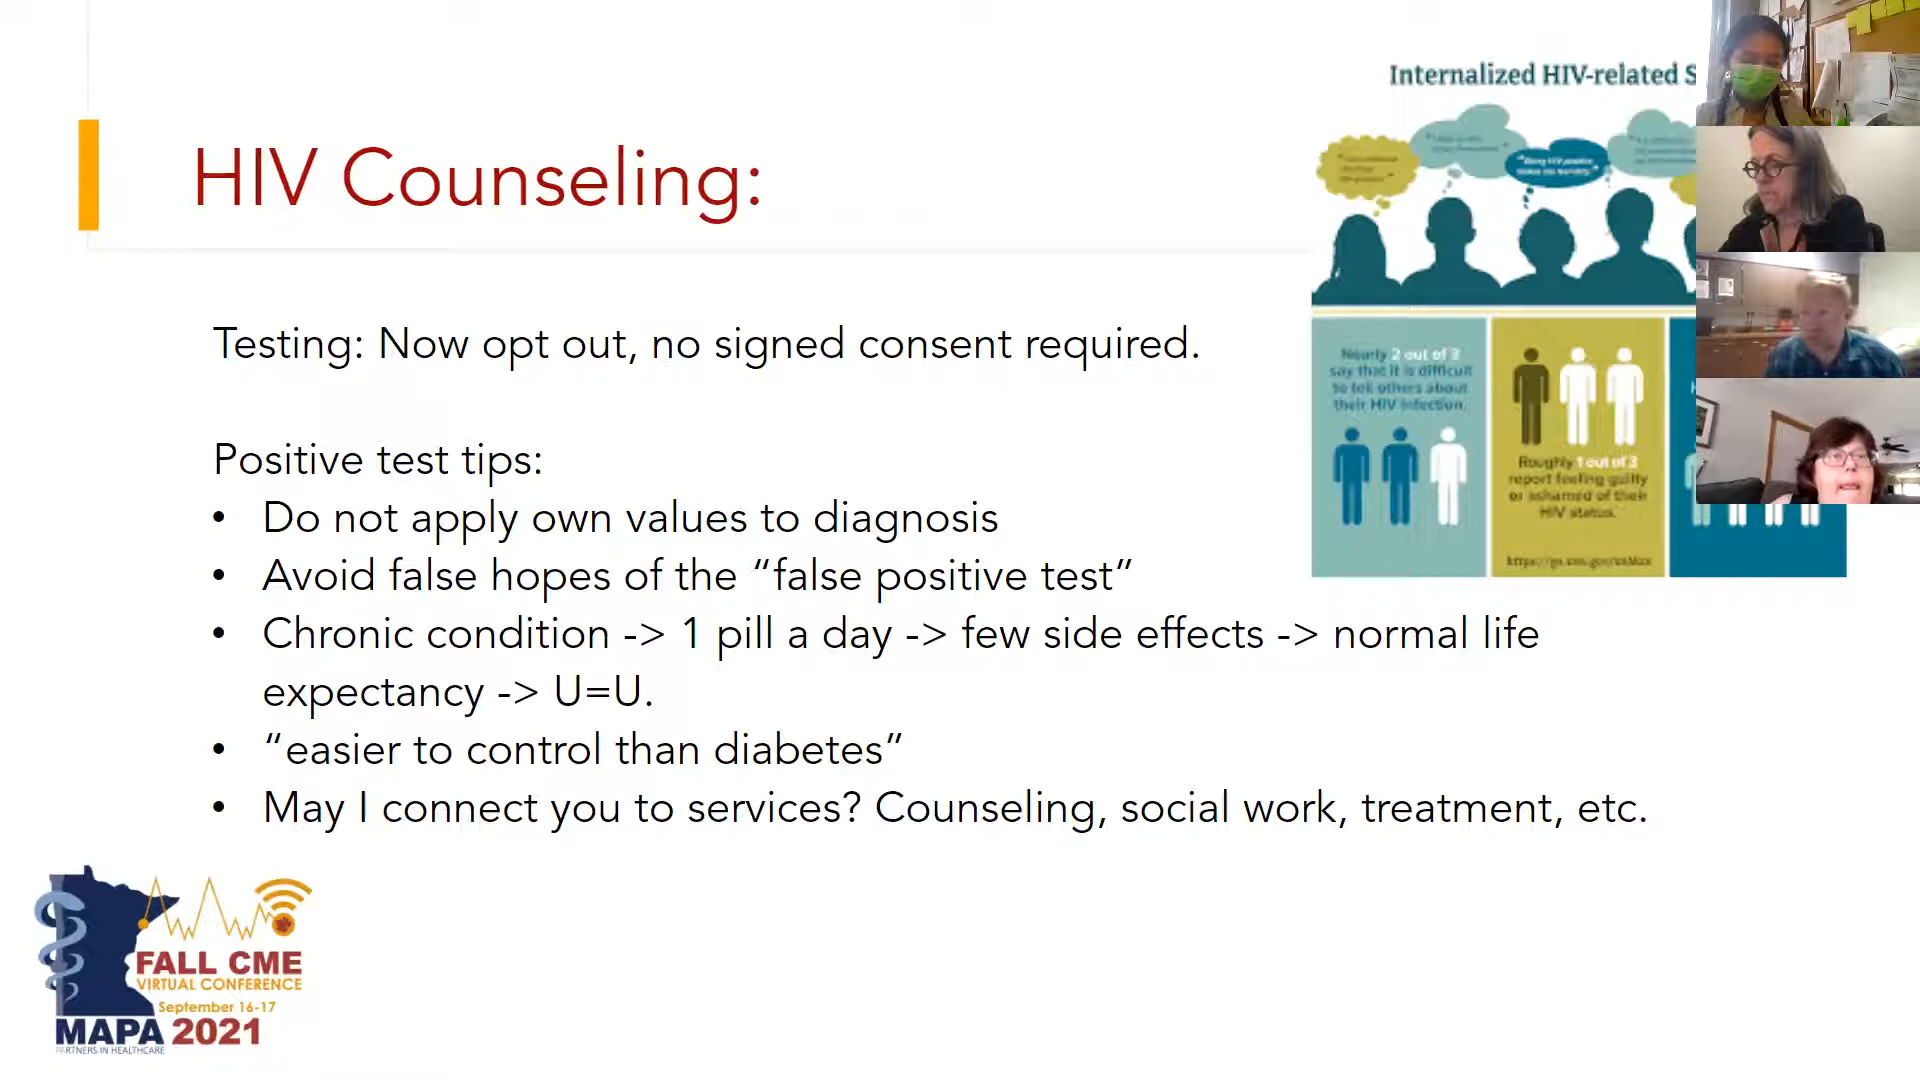 Internalized HIV-related S
HIV Counseling:
Testing: Now opt out, no signed consent required.
Nearly 2 out of 3
say that it is difficult
to tell others about
their HIV infection.
Roughly 1 out of 3
report feeling guilty
or ashamed of their
HIV status.
Positive test tips:
• Do not apply own values to diagnosis
• Avoid false hopes of the “false positive test”
• Chronic condition -> 1 pill a day -> few side effects -> normal life
expectancy -> U=U.
• “easier to control than diabetes”
• May I connect you to services? Counseling, social work, treatment, etc.
FALL CME
VIRTUAL CONFERENCE
September 16-17
MAPA 2021
PARTNERS IN HEALTHCARE